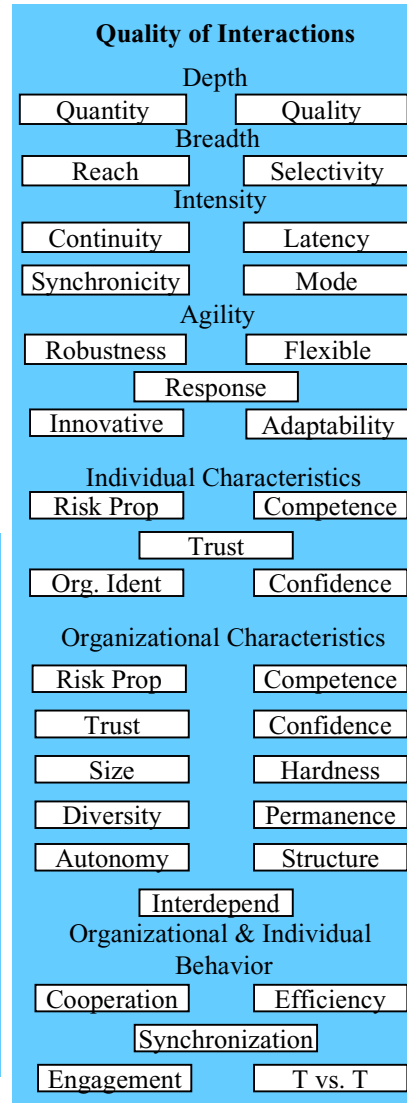 Quality of Interactions
Depth
Quantity Quality
Breadth
Reach Selectivity
Intensity
Continuity Latency
Synchronicity Mode
Agility
Robustness Flexible
Response
Innovative Adaptability
Individual Characteristics
Risk Prop Competence
Trust
Org. Ident Confidence
Organizational Characteristics
Risk Prop Competence
Trust Confidence
Size Hardness
Diversity Permanence
Autonomy Structure
Interdepend
Organizational & Individual
Behavior
Cooperation Efficiency
Synchronization
Engagement T vs. T